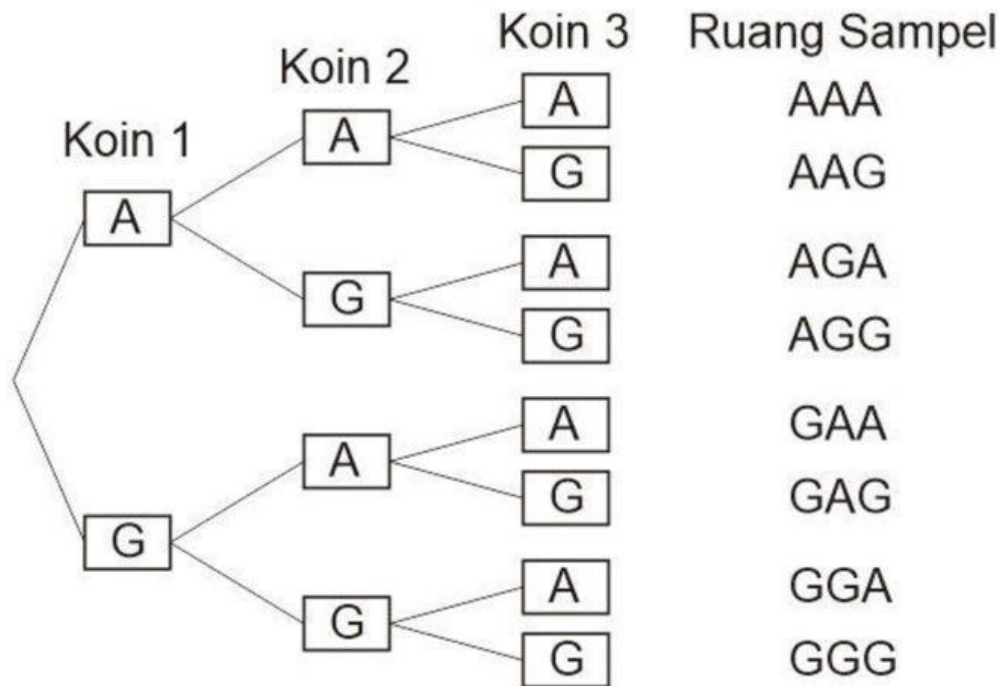 Koin 3 Ruang Sampel
Koin 2
Koin 1
A AAA
A
G AAG
A
A AGA
G
G AGG
A GAA
A
G GAG
G
A GGA
G
G GGG